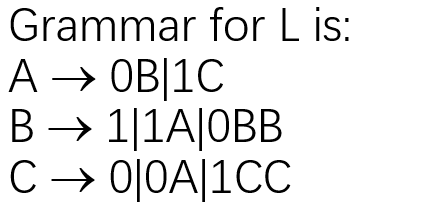 Grammar for L is:
A → 0B|1C
B → 1|1A|0BB
C → 0|0A|1CC